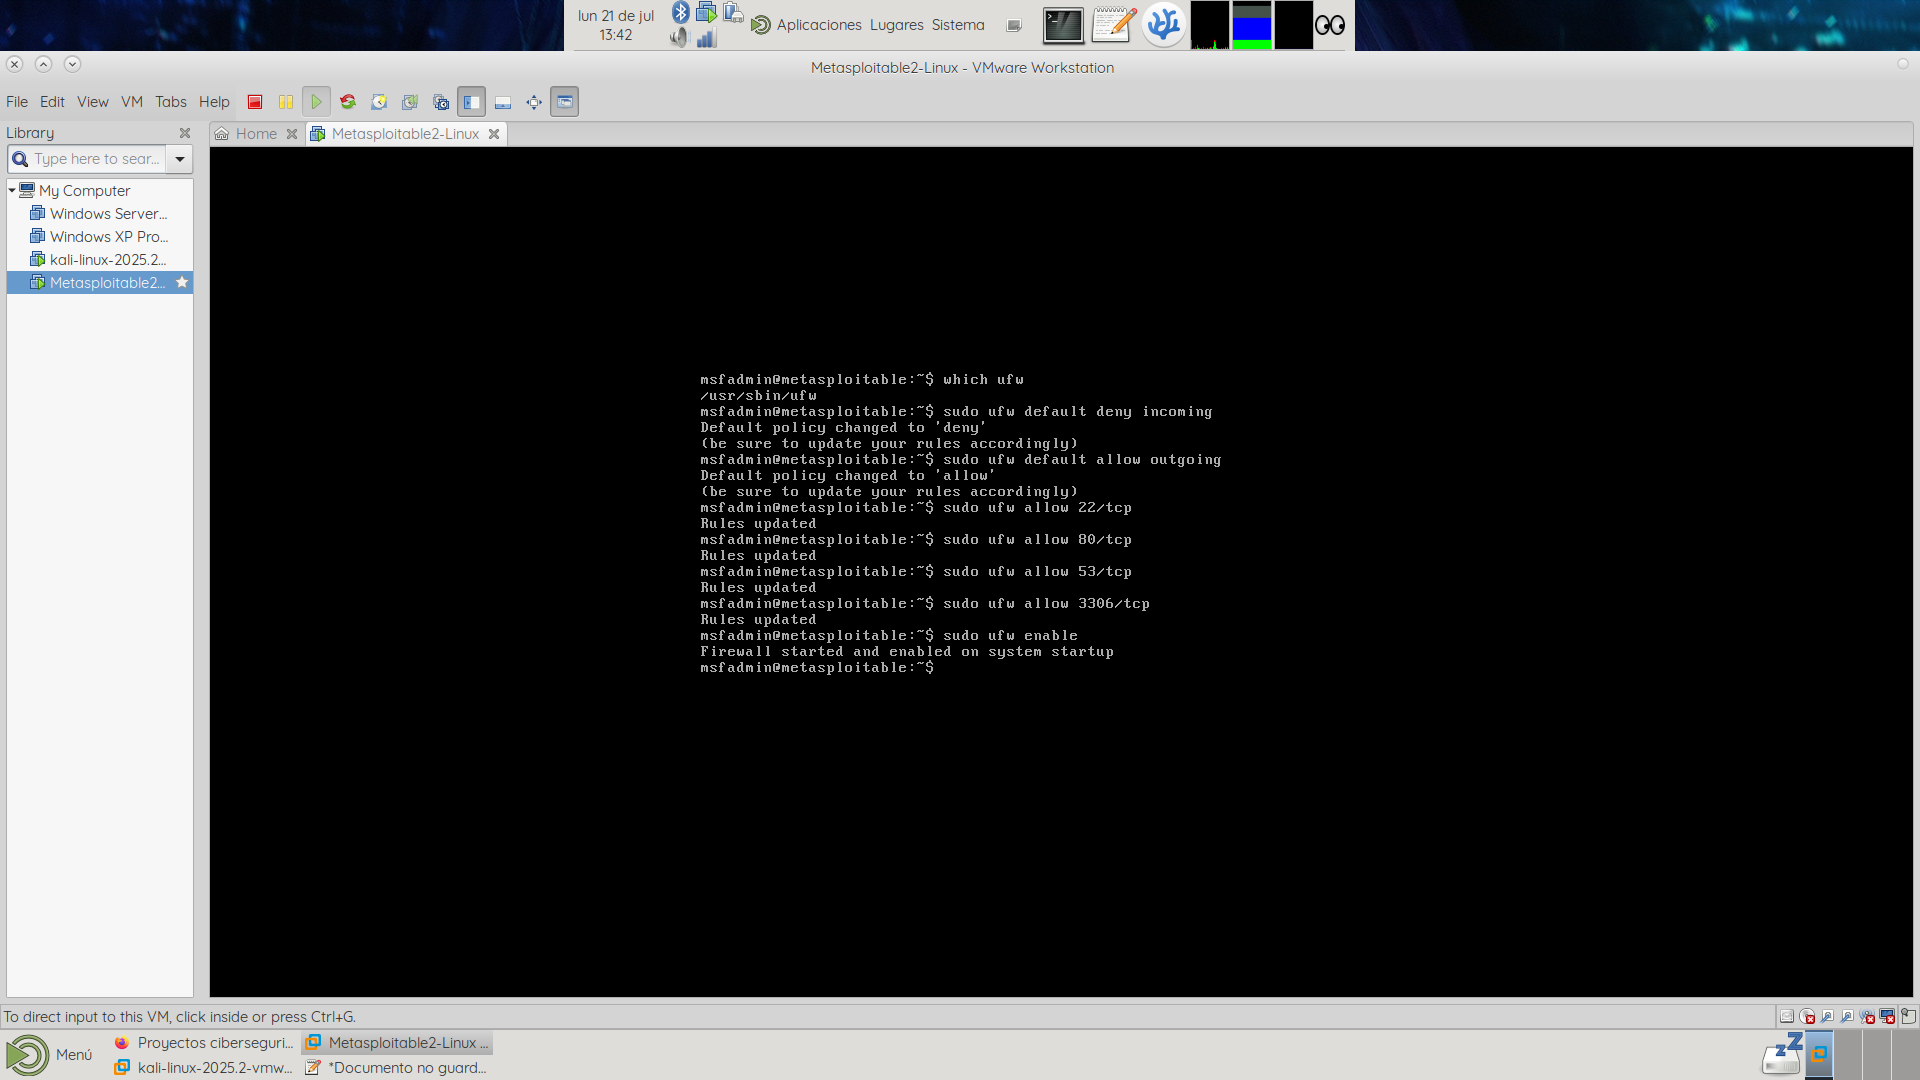 lun 21 de jul
13:42
Aplicaciones Lugares Sistema
Metasploitable2-Linux - VMware Workstation
File Edit View VM Tabs Help
Library
Home
Metasploitable2-Linux
Type here to sear...
My Computer
Windows Server...
Windows XP Pro...
kali-linux-2025.2...
Metasploitable2...
msfadmin@metasploitable:~$ which ufw
/usr/sbin/ufw
msfadmin@metasploitable:~$ sudo ufw default deny incoming
Default policy changed to 'deny'
(be sure to update your rules accordingly)
msfadmin@metasploitable:~$ sudo ufw default allow outgoing
Default policy changed to 'allow'
(be sure to update your rules accordingly)
msfadmin@metasploitable:~$ sudo ufw allow 22/tcp
Rules updated
msfadmin@metasploitable:~$ sudo ufw allow 80/tcp
Rules updated
msfadmin@metasploitable:~$ sudo ufw allow 53/tcp
Rules updated
msfadmin@metasploitable:~$ sudo ufw allow 3306/tcp
Rules updated
msfadmin@metasploitable:~$ sudo ufw enable
Firewall started and enabled on system startup
msfadmin@metasploitable:~$
To direct input to this VM, click inside or press Ctrl+G.
Menú
Proyectos ciberseguri...
Metasploitable2-Linux ...
kali-linux-2025.2-vmw...
*Documento no guard...